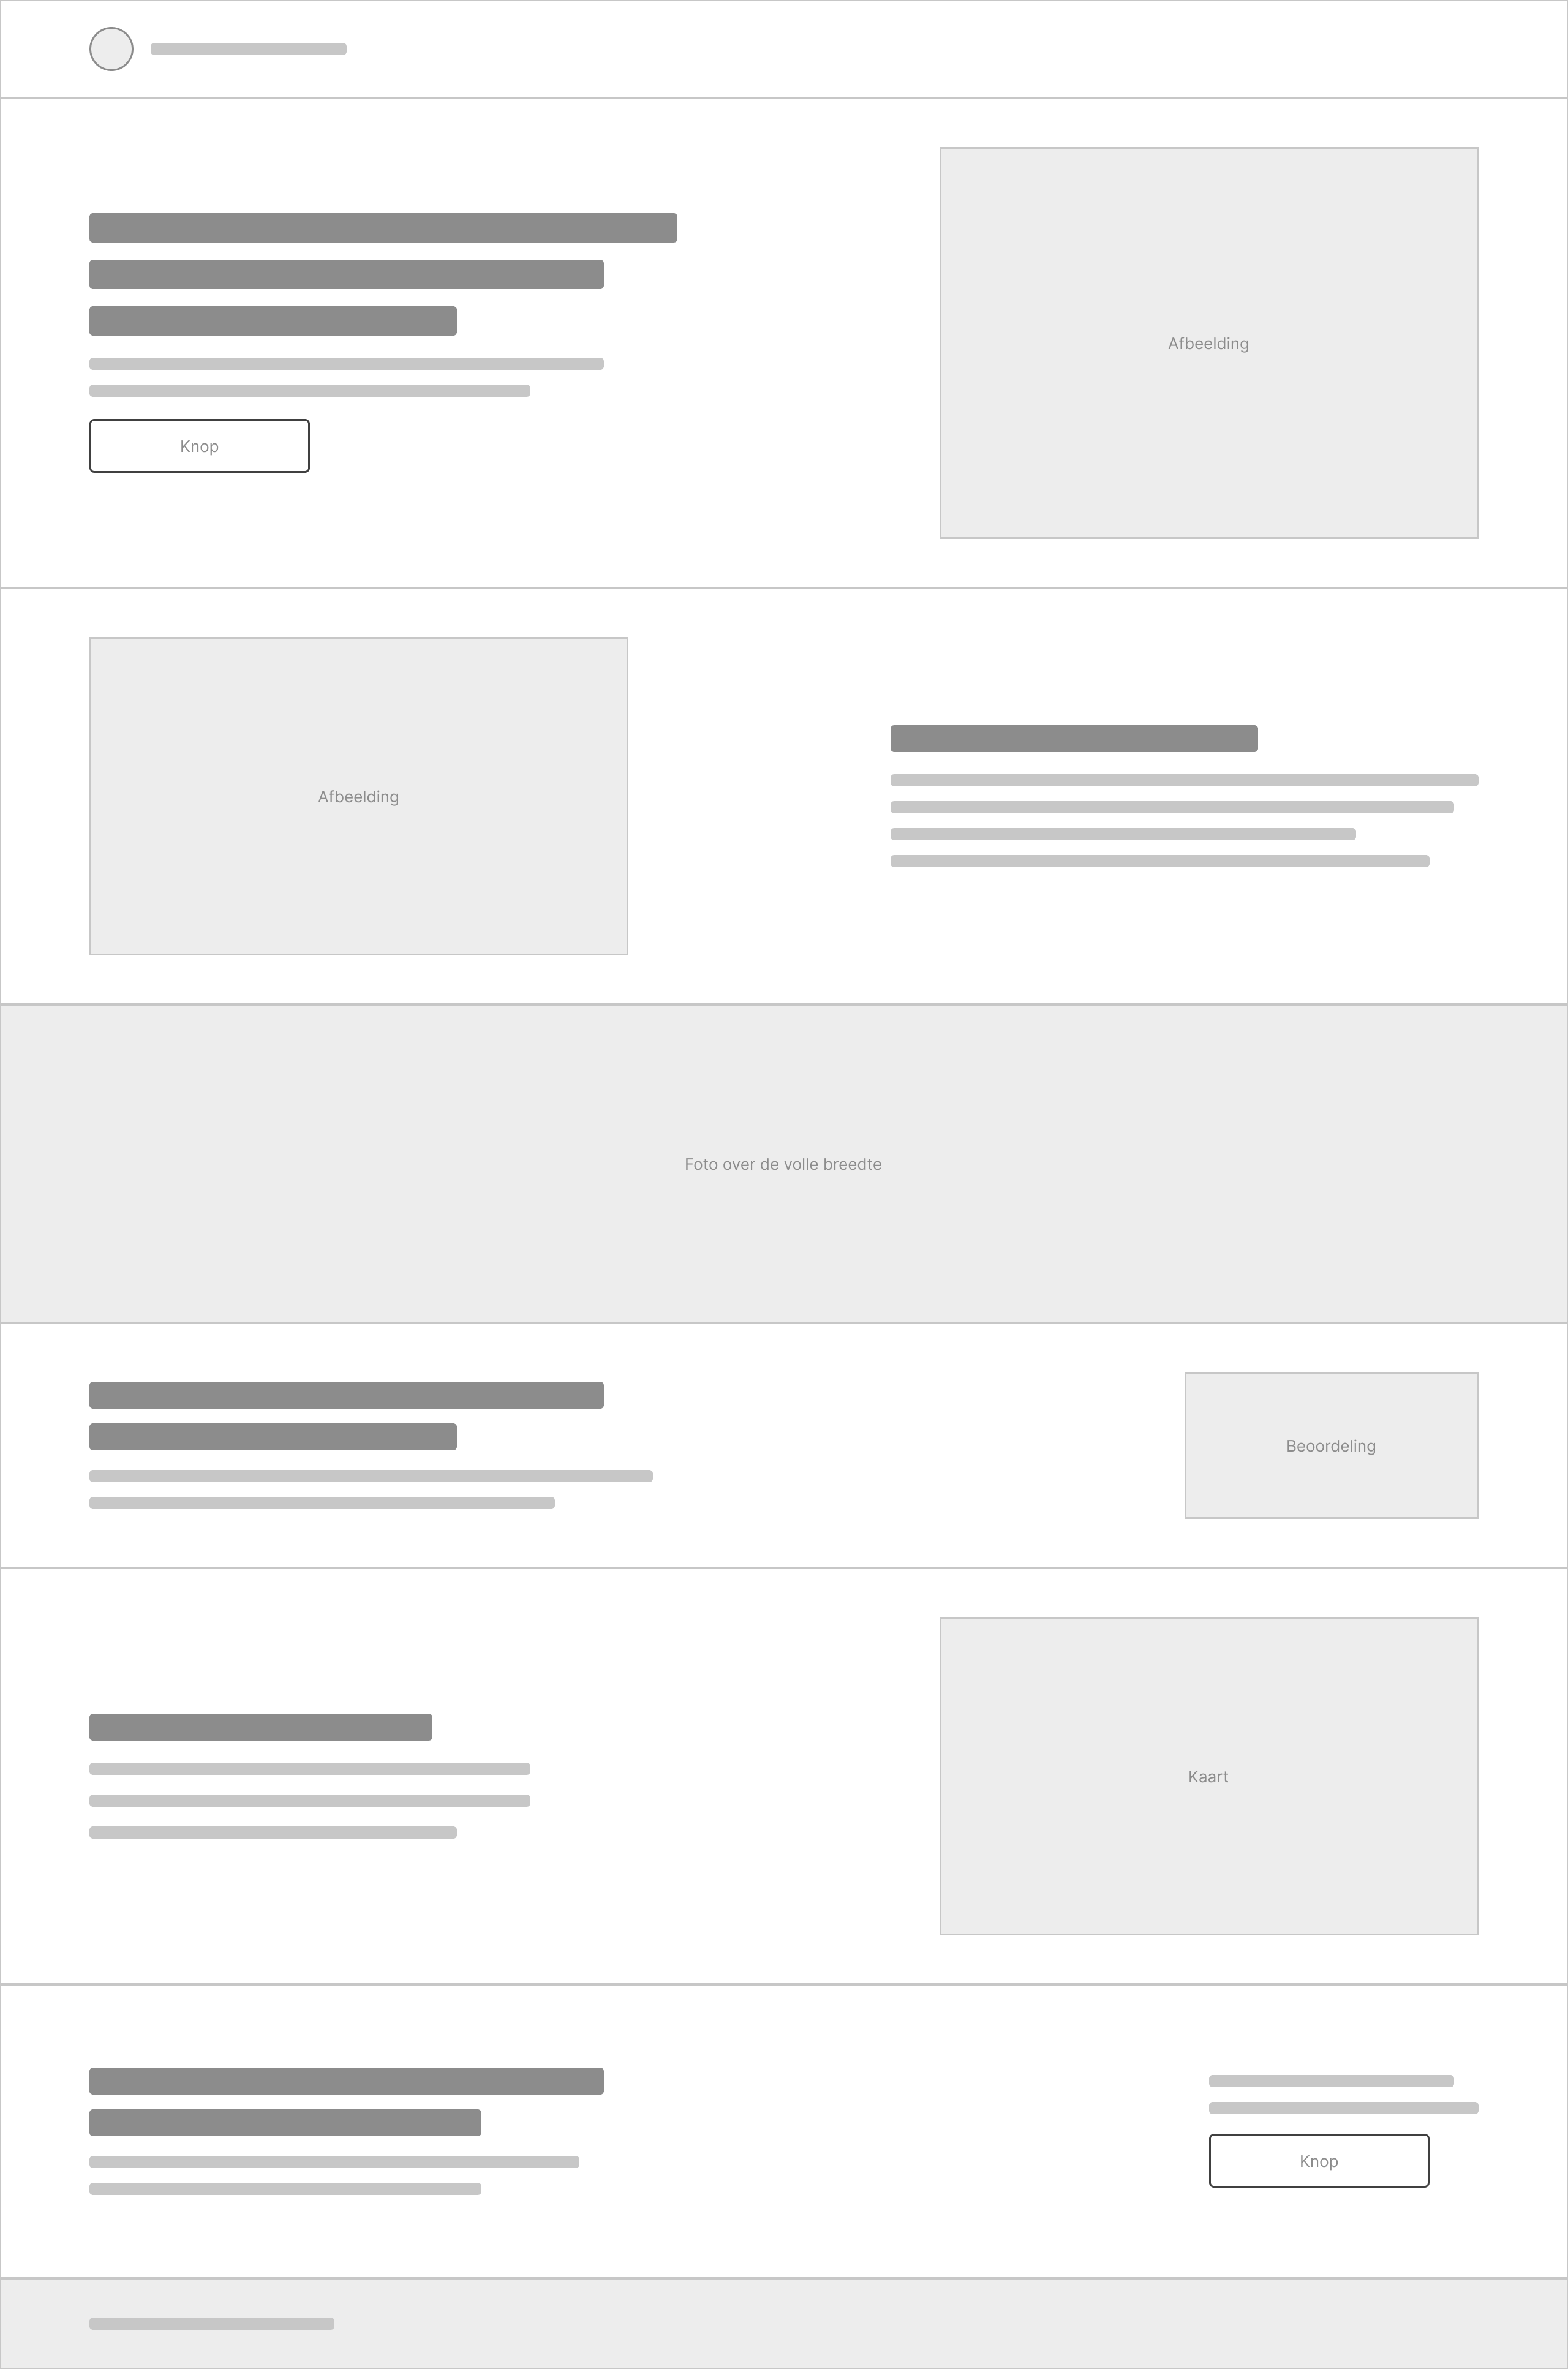 Afbeelding
Knop
Afbeelding
Foto over de volle breedte
Beoordeling
Kaart
Knop